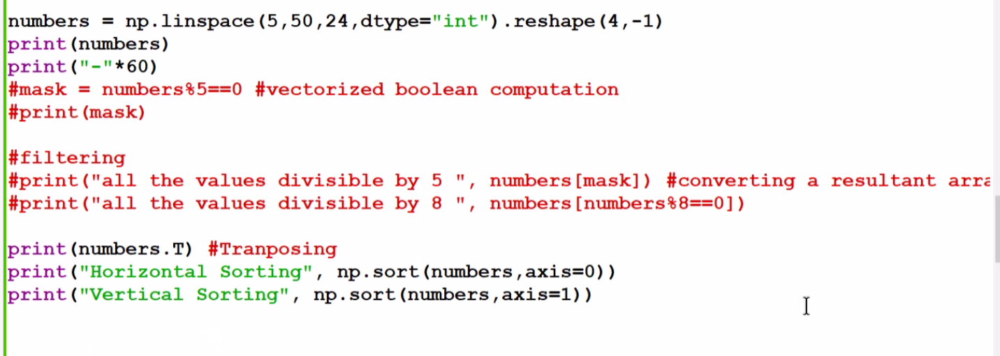 numbers = np.linspace(5,50,24,dtype="int").reshape(4,-1)
print(numbers)
print("-"*60)
#mask = numbers%5==0 #vectorized boolean computation
#print(mask)
#filtering
#print("all the values divisible by 5 ", numbers[mask]) #converting a resultant arra
#print("all the values divisible by 8 ", numbers[numbers%8==0])
print(numbers.T) #Tranposing
print("Horizontal Sorting", np.sort(numbers,axis=0))
print("Vertical Sorting", np.sort(numbers,axis=1))